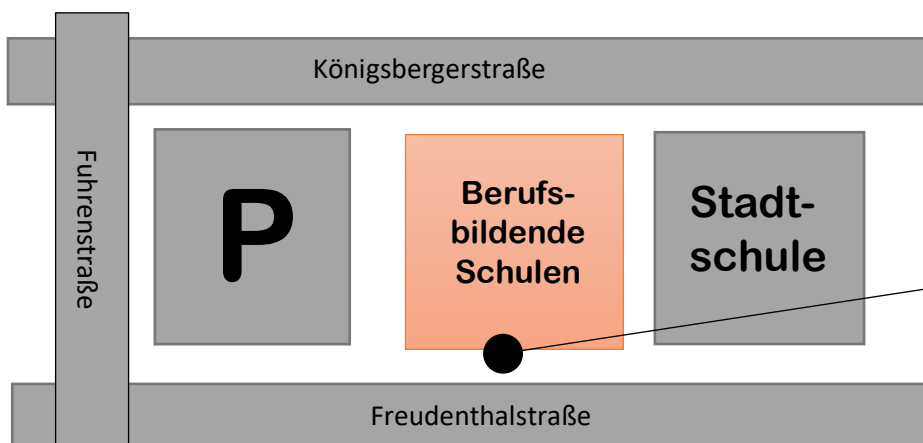 Königsbergerstraße
Fuhrenstraße
P
Berufs-
bildende
Schulen
Stadt-
schule
Freudenthalstraße